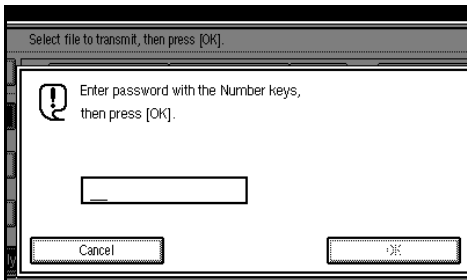 Select file to transmit, then press [OK].
Enter password with the Number keys,
then press [OK].
Cancel
OK